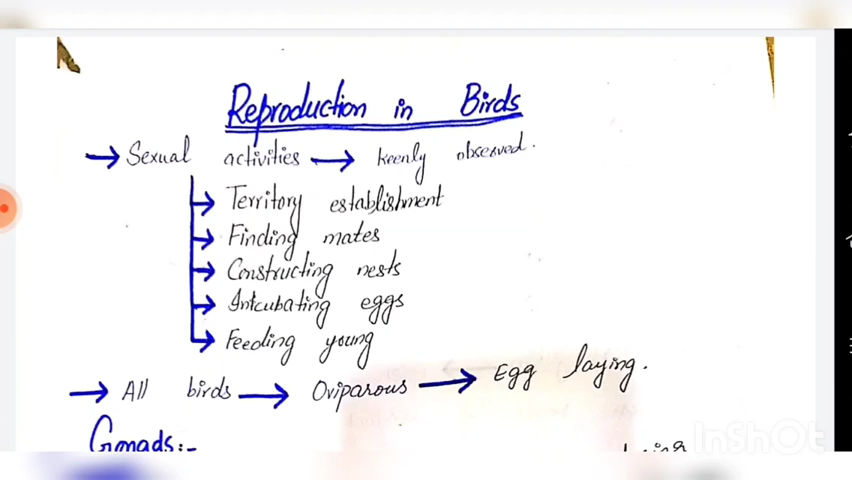 Reproduction in Birds
→ Sexual activities → keenly observed.
→ Territory establishment
→ Finding mates
→ Constructing nests
→ Intcubating eggs
→ Feeding young
→ All birds → Oviparous → Egg laying.
Gonads:-
InShOt